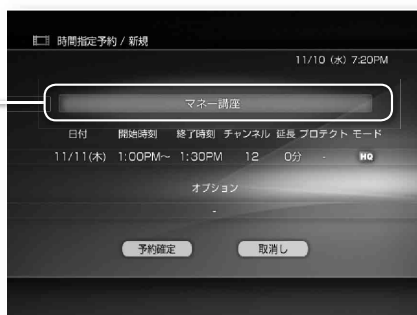 時間指定予約 / 新規
11/10 (水) 7:20PM
マネー講座
日付 開始時刻 終了時刻 チャンネル 延長 プロテクト モード
11/11(木) 1:00PM~ 1:30PM 12 0分 - HQ
オプション
-
予約確定 取消し